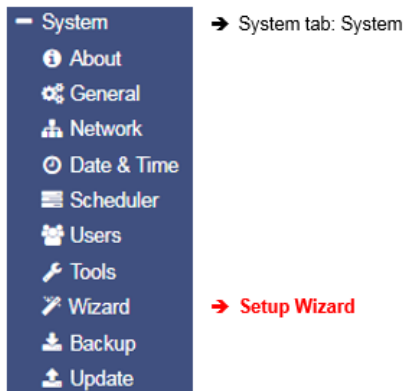 System
System tab: System
About
General
Network
Date & Time
Scheduler
Users
Tools
Wizard
Setup Wizard
Backup
Update